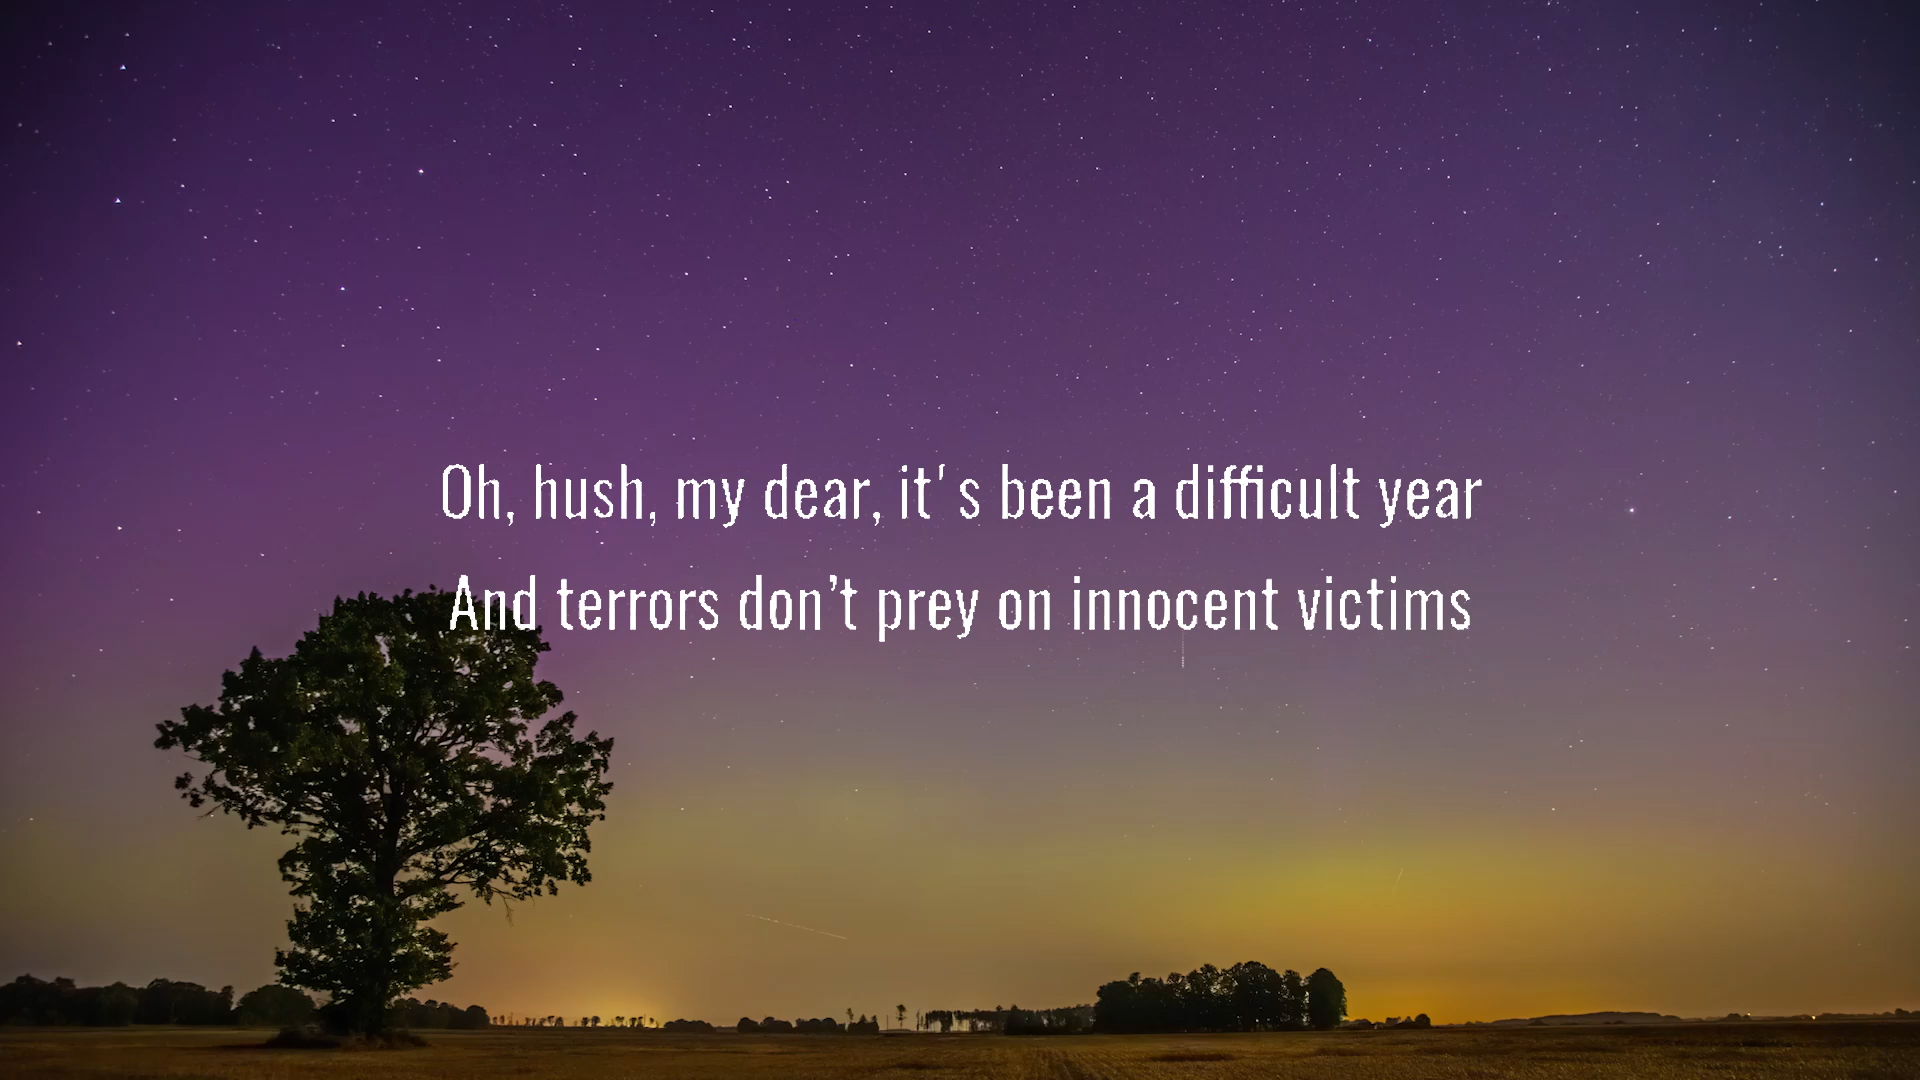 Oh, hush, my dear, it's been a difficult year
And terrors don’t prey on innocent victims